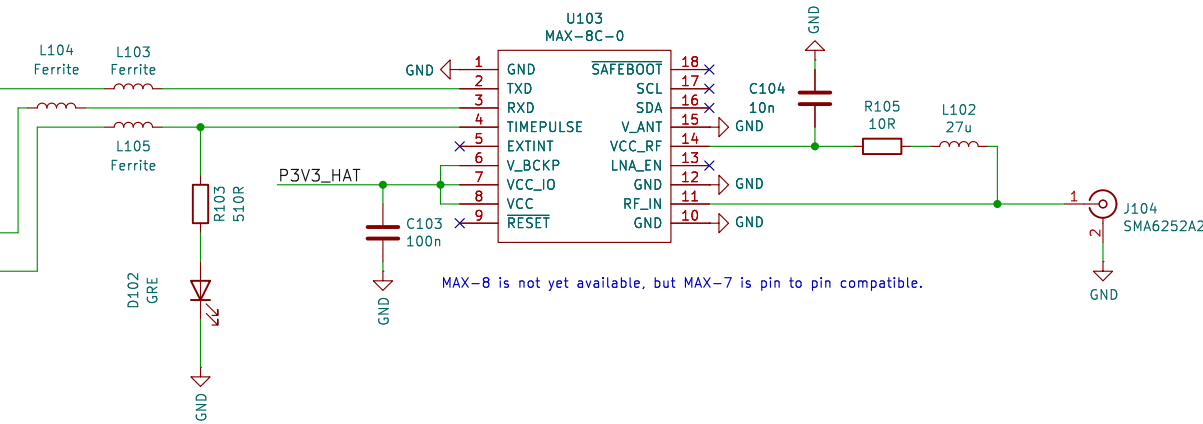 GND
U103
MAX-8C-0
L104
Ferrite
L103
Ferrite
GND
1
GND
SAFEBOOT
18
2
TXD
SCL
17
C104
10n
3
RXD
SDA
16
R105
10R
L102
27u
4
TIMEPULSE
V_ANT
15
GND
L105
Ferrite
5
EXTINT
VCC_RF
14
6
V_BCKP
LNA_EN
13
P3V3_HAT
7
VCC_IO
GND
12
GND
8
VCC
RF_IN
11
9
RESET
GND
10
GND
R103
510R
C103
100n
1
J104
SMA6252A2
2
GND
D102
GRE
MAX-8 is not yet available, but MAX-7 is pin to pin compatible.
GND
GND